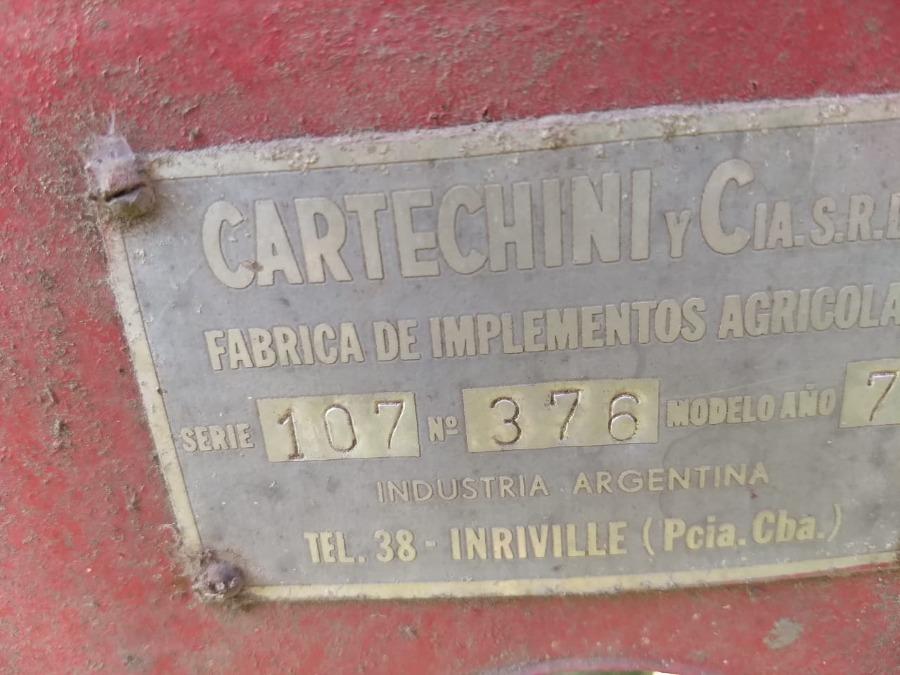 CARTECHINI Y CIA. S.R.L
FABRICA DE IMPLEMENTOS AGRICOLA
SERIE 107 Nº 376 MODELO AÑO 7
INDUSTRIA ARGENTINA
TEL. 38 - INRIVILLE (Pcia. Cba.)